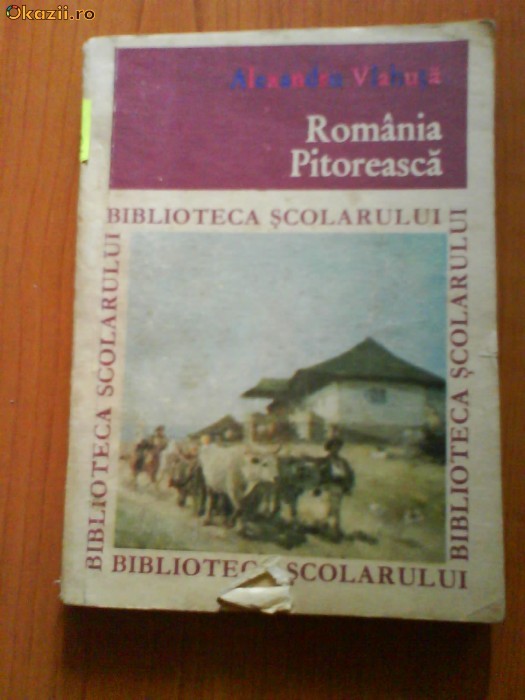 Okazii.ro
Alexandru Vlahuță
România
Pitorească
BIBLIOTECA ȘCOLARULUI
BIBLIOTECA ȘCOLARULUI
BIBLIOTECA ȘCOLARULUI
BIBLIOTECA ȘCOLARULUI